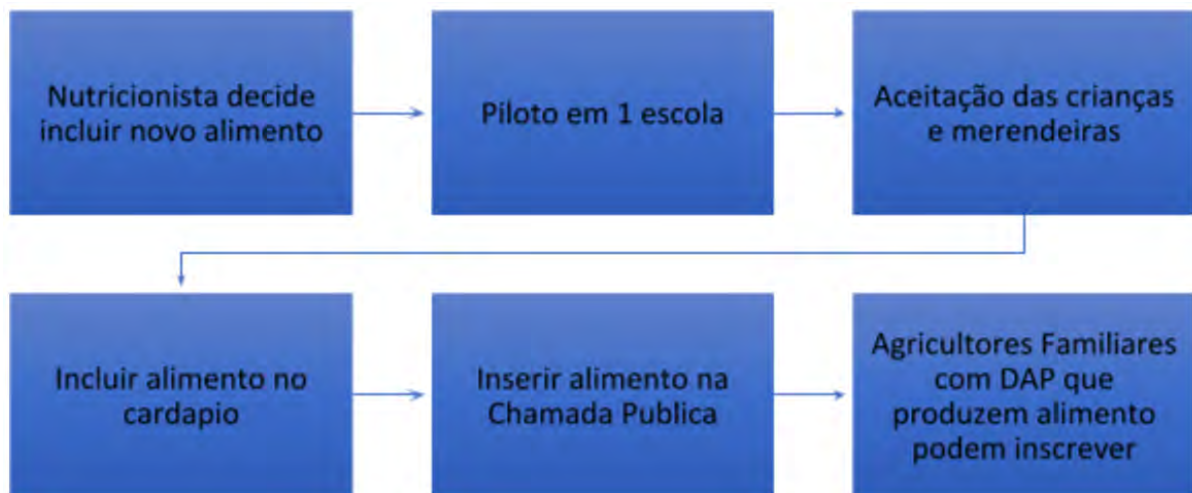 Nutricionista decide
incluir novo alimento
Piloto em 1 escola
Aceitação das crianças
e merendeiras
Incluir alimento no
cardapio
Inserir alimento na
Chamada Publica
Agricultores Familiares
com DAP que
produzem alimento
podem inscrever